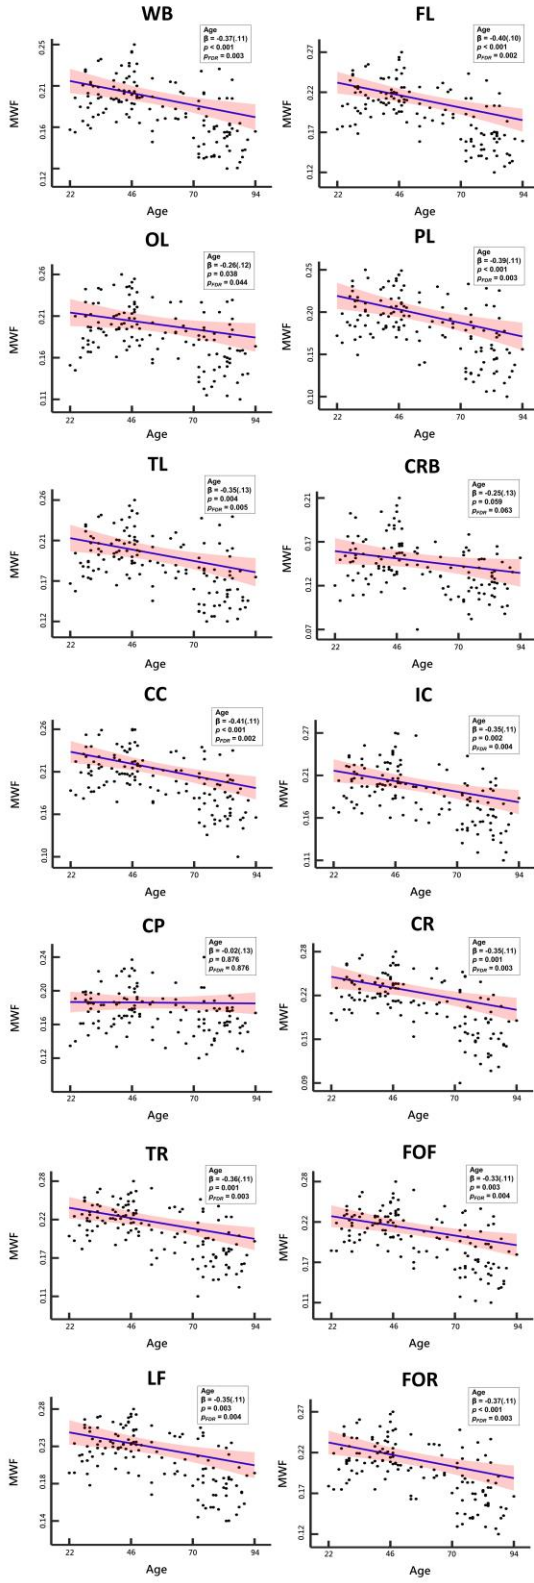 WB
Age
β = -0.37(.11)
p < 0.001
pFDR = 0.003
MWF
0.25
0.21
0.16
0.12
22 46 70 94
Age
FL
Age
β = -0.40(.10)
p < 0.001
pFDR = 0.002
MWF
0.27
0.22
0.17
0.12
22 46 70 94
Age
OL
Age
β = -0.26(.12)
p = 0.038
pFDR = 0.044
MWF
0.26
0.21
0.16
0.11
22 46 70 94
Age
PL
Age
β = -0.39(.11)
p < 0.001
pFDR = 0.003
MWF
0.25
0.20
0.15
0.10
22 46 70 94
Age
TL
Age
β = -0.35(.13)
p = 0.004
pFDR = 0.005
MWF
0.26
0.21
0.17
0.12
22 46 70 94
Age
CRB
Age
β = -0.25(.13)
p = 0.059
pFDR = 0.063
MWF
0.21
0.17
0.12
0.07
22 46 70 94
Age
CC
Age
β = -0.41(.11)
p < 0.001
pFDR = 0.002
MWF
0.26
0.21
0.16
0.10
22 46 70 94
Age
IC
Age
β = -0.35(.11)
p = 0.002
pFDR = 0.004
MWF
0.27
0.21
0.16
0.11
22 46 70 94
Age
CP
Age
β = -0.02(.13)
p = 0.876
pFDR = 0.876
MWF
0.24
0.20
0.16
0.12
22 46 70 94
Age
CR
Age
β = -0.35(.11)
p = 0.001
pFDR = 0.003
MWF
0.28
0.22
0.15
0.09
22 46 70 94
Age
TR
Age
β = -0.36(.11)
p = 0.001
pFDR = 0.003
MWF
0.28
0.22
0.17
0.11
22 46 70 94
Age
FOF
Age
β = -0.33(.11)
p = 0.003
pFDR = 0.004
MWF
0.28
0.22
0.17
0.11
22 46 70 94
Age
LF
Age
β = -0.35(.11)
p = 0.003
pFDR = 0.004
MWF
0.28
0.23
0.18
0.14
22 46 70 94
Age
FOR
Age
β = -0.37(.11)
p < 0.001
pFDR = 0.003
MWF
0.27
0.22
0.17
0.12
22 46 70 94
Age